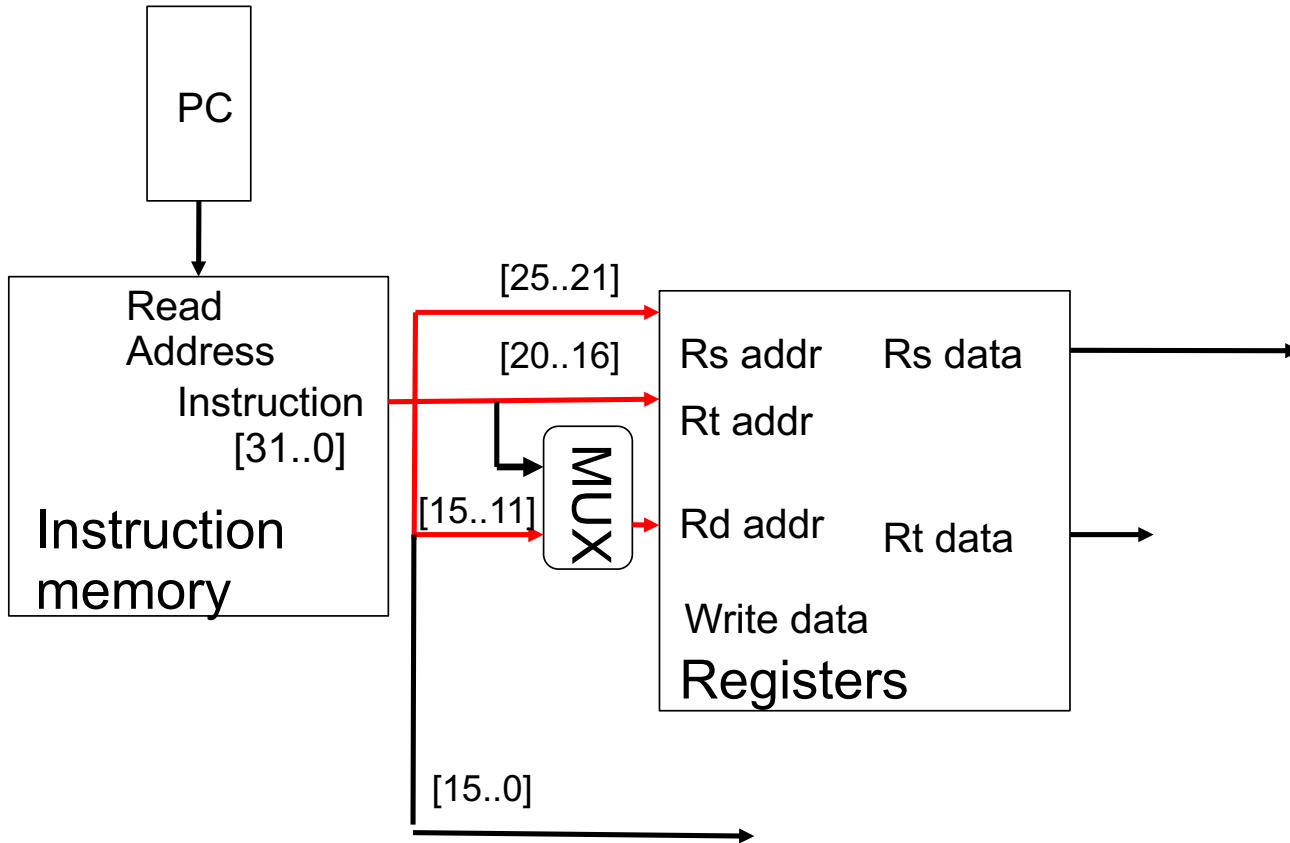 PC
Read
Address
Instruction
[31..0]
Instruction
memory
[25..21]
[20..16]
[15..11]
MUX
[15..0]
Rs addr
Rs data
Rt addr
Rd addr
Rt data
Write data
Registers